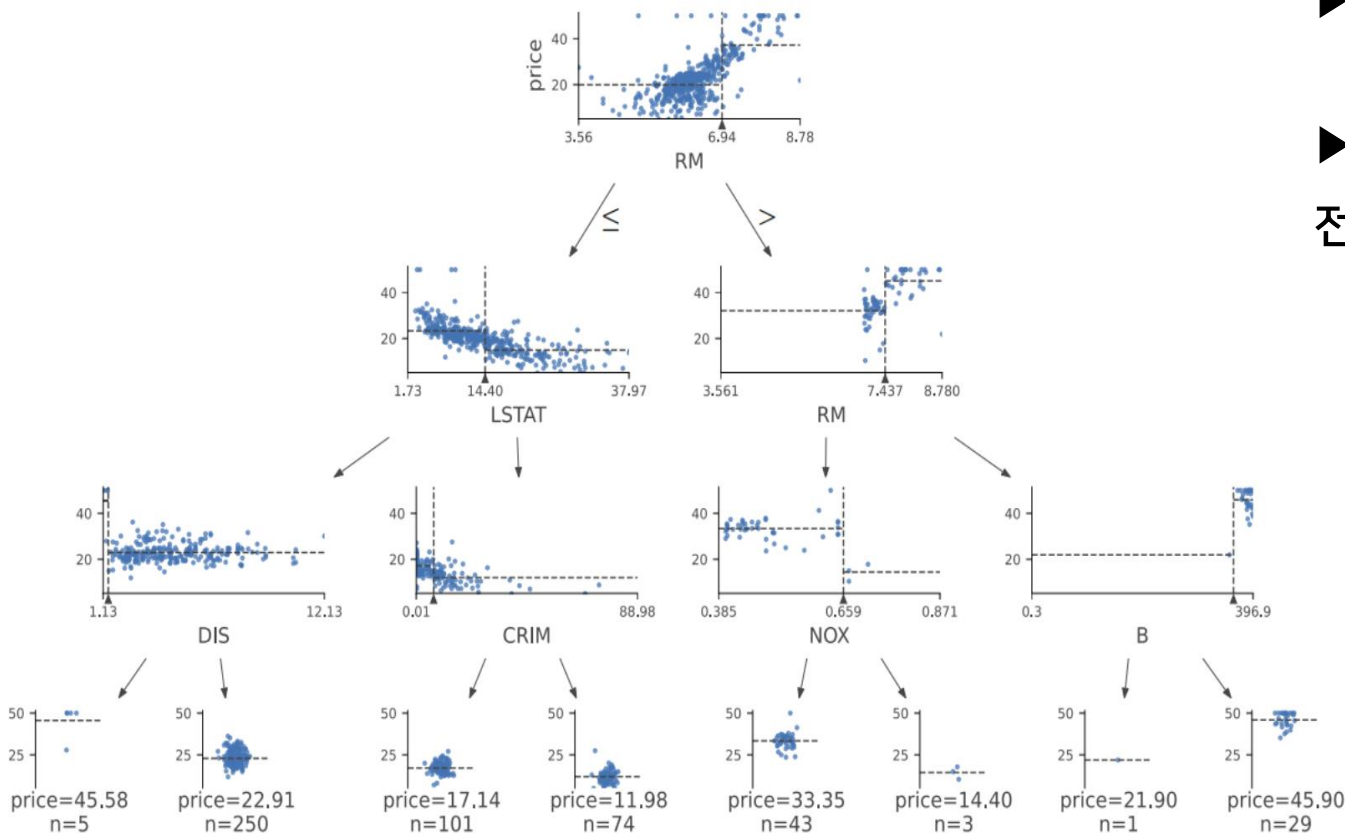 price
40
20
3.56 6.94 8.78
RM
≤ >
40
20
1.73 14.40 37.97
LSTAT
40
20
3.561 7.437 8.780
RM
40
20
1.13 12.13
DIS
40
20
0.01 88.98
CRIM
40
20
0.385 0.659 0.871
NOX
40
20
0.3 396.9
B
50
25
price=45.58
n=5
50
25
price=22.91
n=250
50
25
price=17.14
n=101
50
25
price=11.98
n=74
50
25
price=33.35
n=43
50
25
price=14.40
n=3
50
25
price=21.90
n=1
50
25
price=45.90
n=29
▶
▶
전